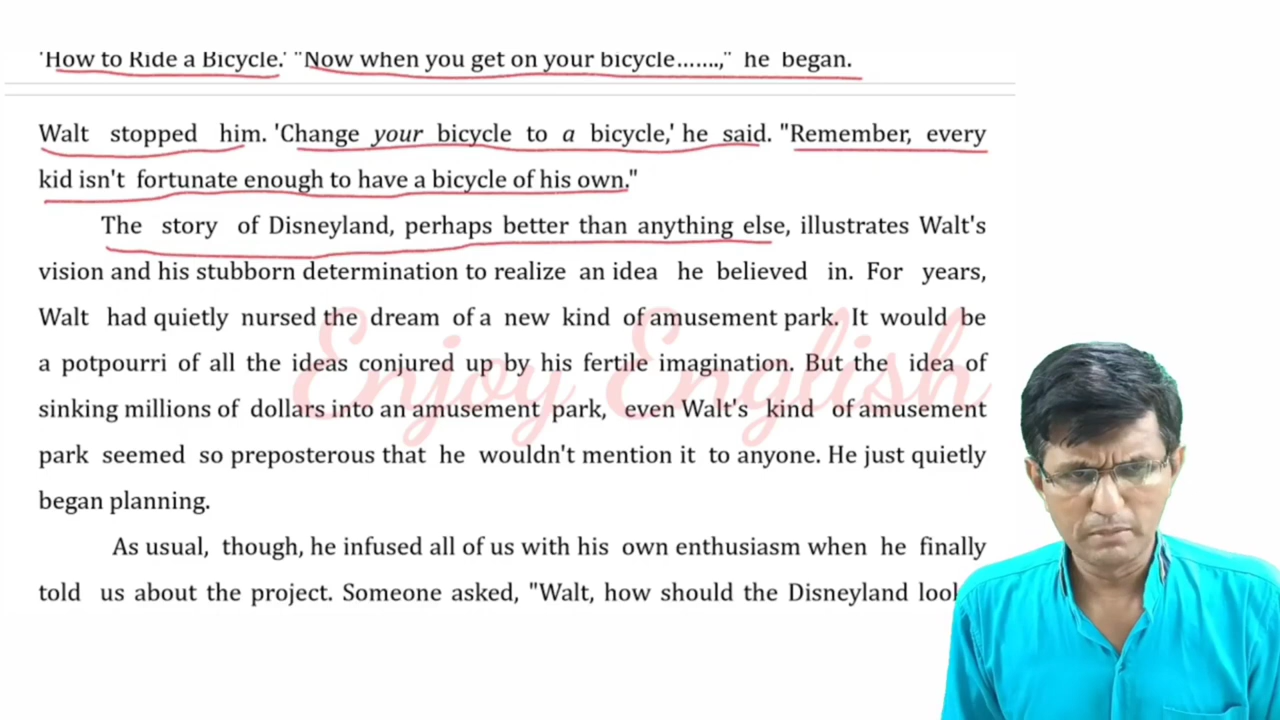 'How to Ride a Bicycle.' "Now when you get on your bicycle.......," he began.
Walt stopped him. 'Change your bicycle to a bicycle,' he said. "Remember, every
kid isn't fortunate enough to have a bicycle of his own."
The story of Disneyland, perhaps better than anything else, illustrates Walt's
vision and his stubborn determination to realize an idea he believed in. For years,
Walt had quietly nursed the dream of a new kind of amusement park. It would be
a potpourri of all the ideas conjured up by his fertile imagination. But the idea of
Enjoy English
sinking millions of dollars into an amusement park, even Walt's kind of amusement
park seemed so preposterous that he wouldn't mention it to anyone. He just quietly
began planning.
As usual, though, he infused all of us with his own enthusiasm when he finally
told us about the project. Someone asked, "Walt, how should the Disneyland